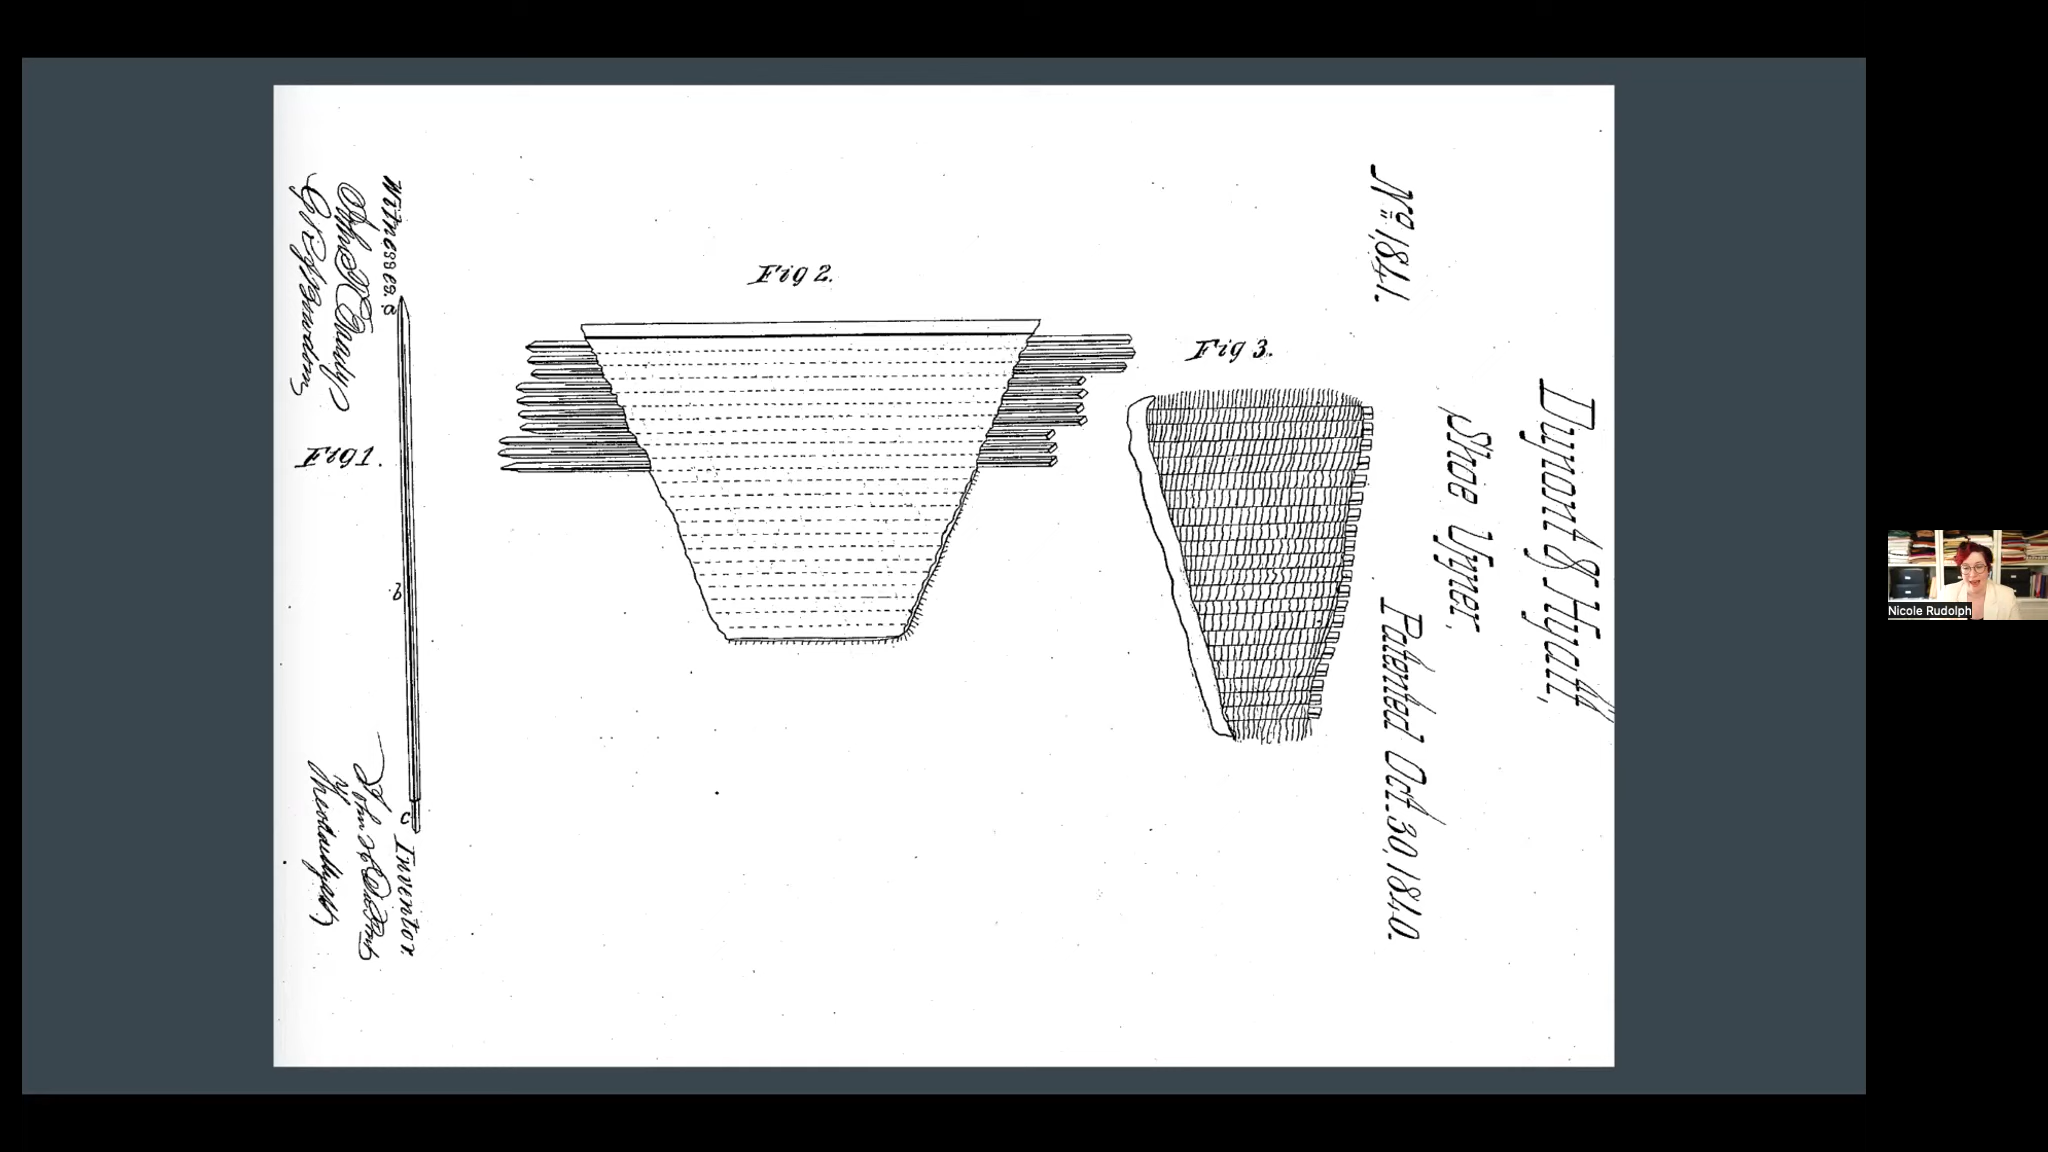 Dupont & Hyatt,
Shoe Upper,
Nº 1,841.
Patented Oct. 30, 1840.
Fig 2.
Fig 3.
Fig 1.
a
b
c
Witnesses.
Inventor.
Nicole Rudolph